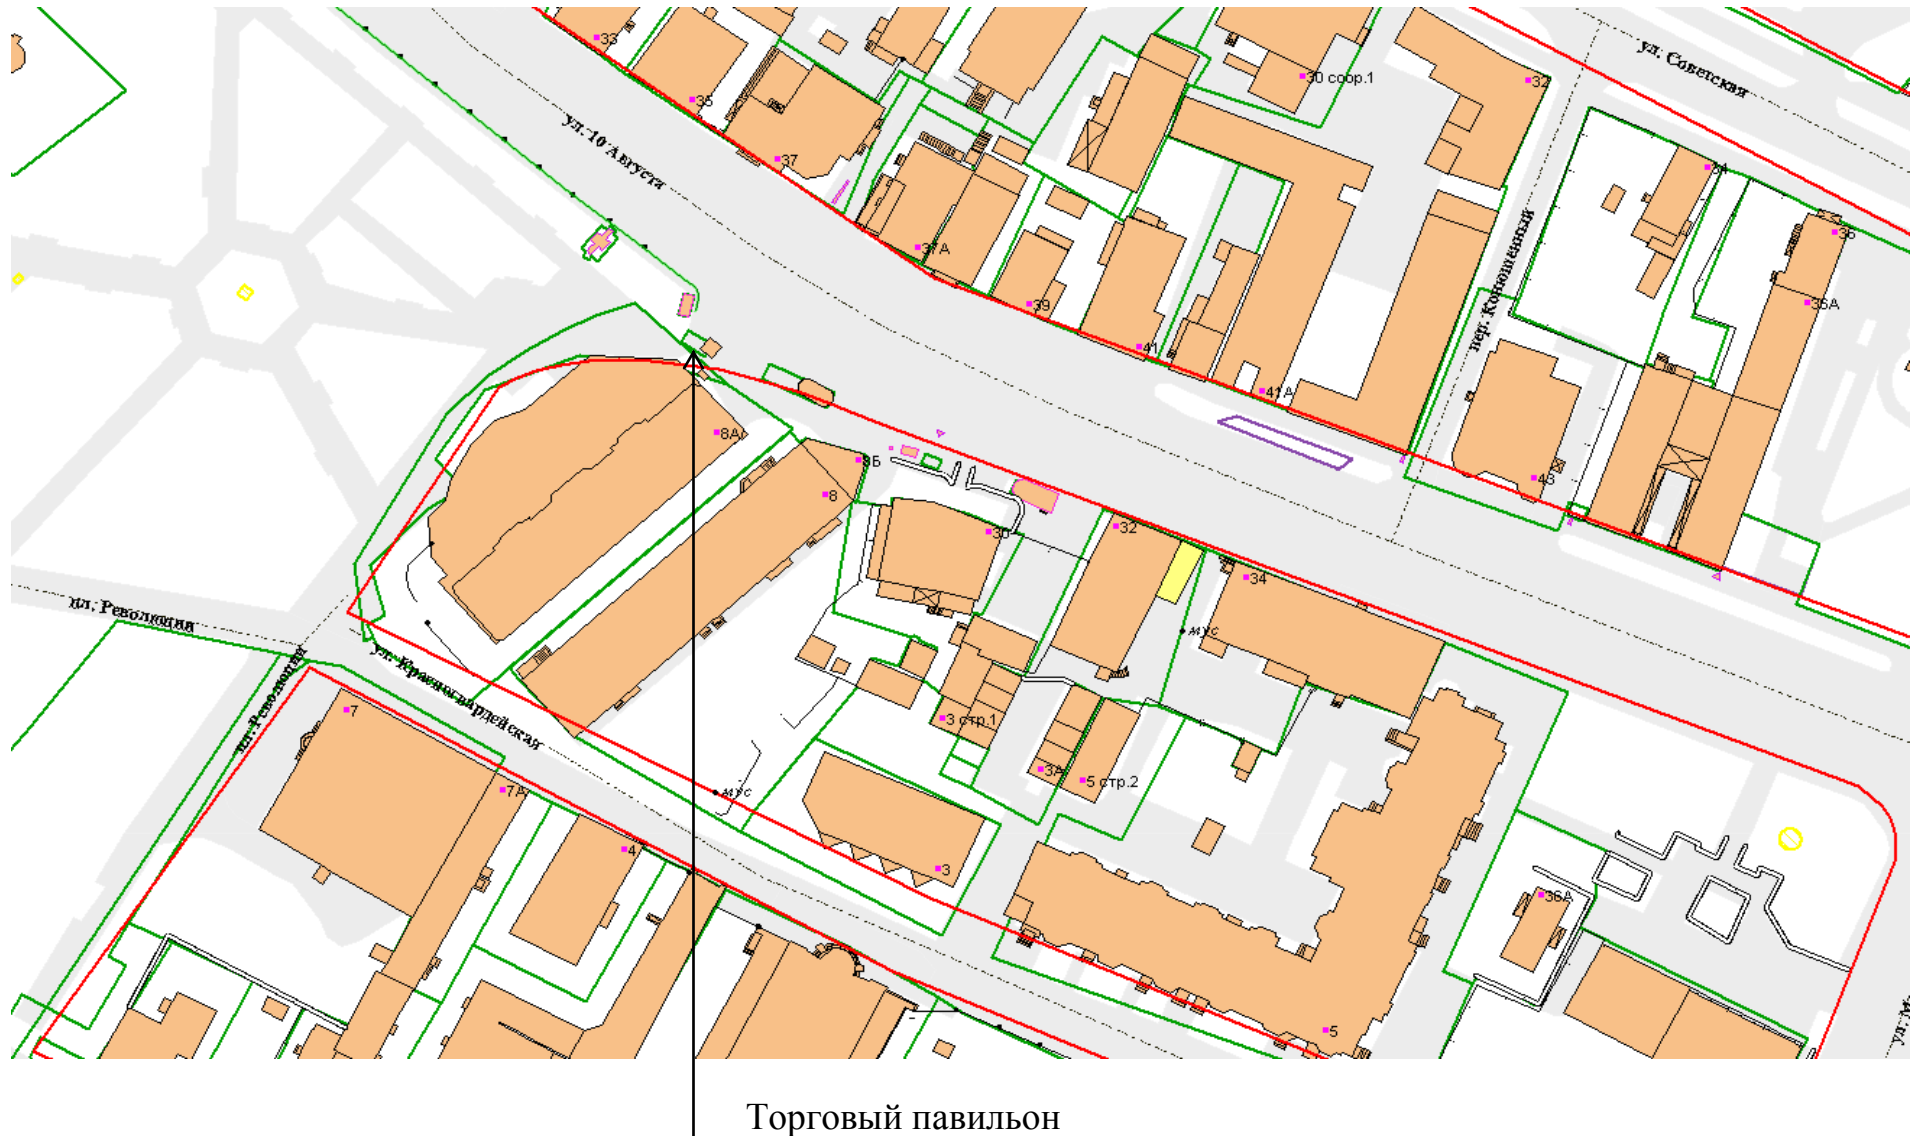 33
35
37
37А
39
41
41А
43
30 соор.1
32
34
36
36А
ул. Советская
ул. 10 Августа
пер. Конюшенный
8А
8Б
8
30
32
34
мус
3 стр.1
3А
5 стр.2
3
5
36А
мус
пл. Революции
пл. Революции
ул. Красногвардейская
7
7А
4
Торговый павильон